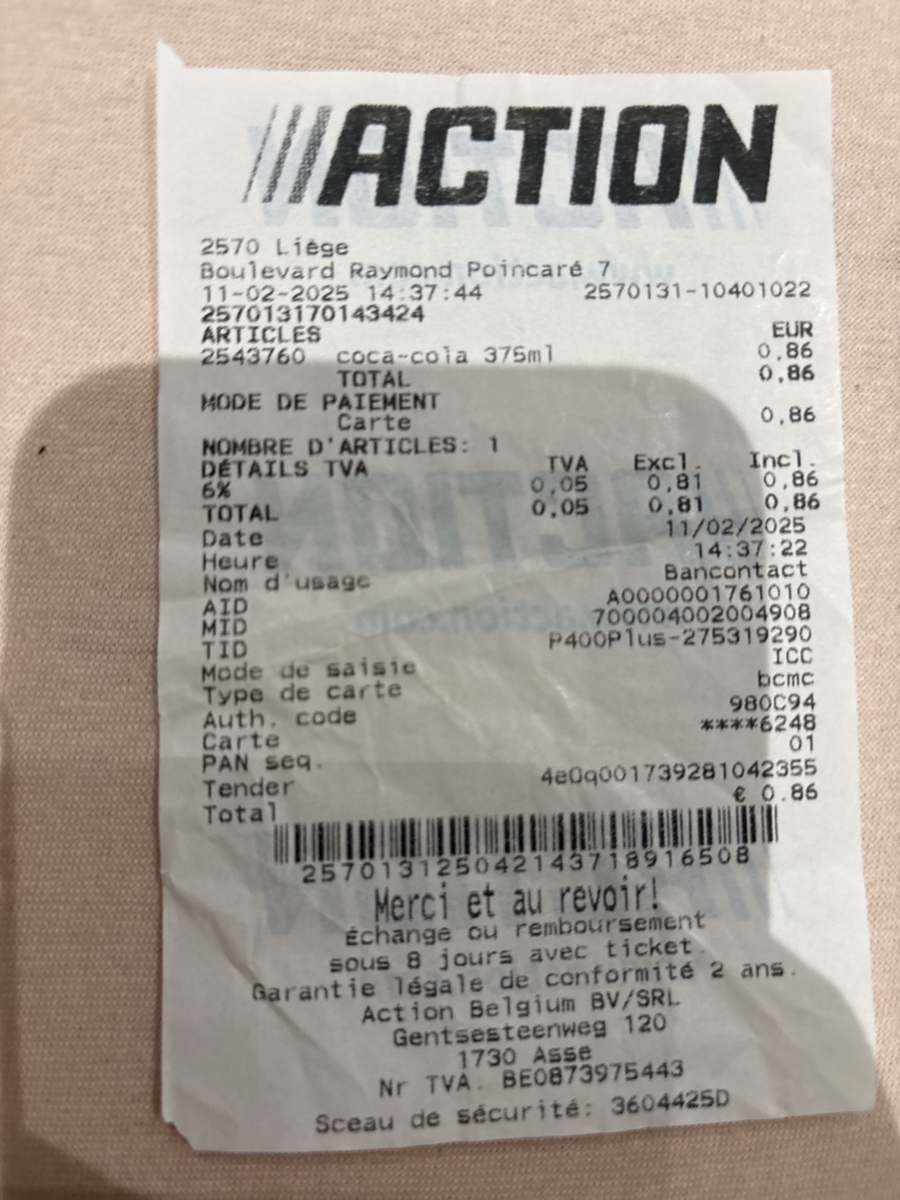 ACTION
2570 Liège
Boulevard Raymond Poincaré 7
11-02-2025 14:37:44 2570131-10401022
257013170143424
ARTICLES EUR
2543760 coca-cola 375ml 0,86
TOTAL 0,86
MODE DE PAIEMENT
Carte 0,86
NOMBRE D'ARTICLES: 1
DÉTAILS TVA TVA Excl. Incl.
6% 0,05 0,81 0,86
TOTAL 0,05 0,81 0,86
Date 11/02/2025
Heure 14:37:22
Nom d'usage Bancontact
AID A0000001761010
MID 700004002004908
TID P400Plus-275319290
Mode de saisie ICC
Type de carte bcmc
Auth. code 980C94
Carte ****6248
PAN seq. 01
Tender 4eQq001739281042355
Total € 0.86
257013125042143718916508
Merci et au revoir!
Échange ou remboursement
sous 8 jours avec ticket.
Garantie légale de conformité 2 ans.
Action Belgium BV/SRL
Gentsesteenweg 120
1730 Asse
Nr TVA. BE0873975443
Sceau de sécurité: 3604425D